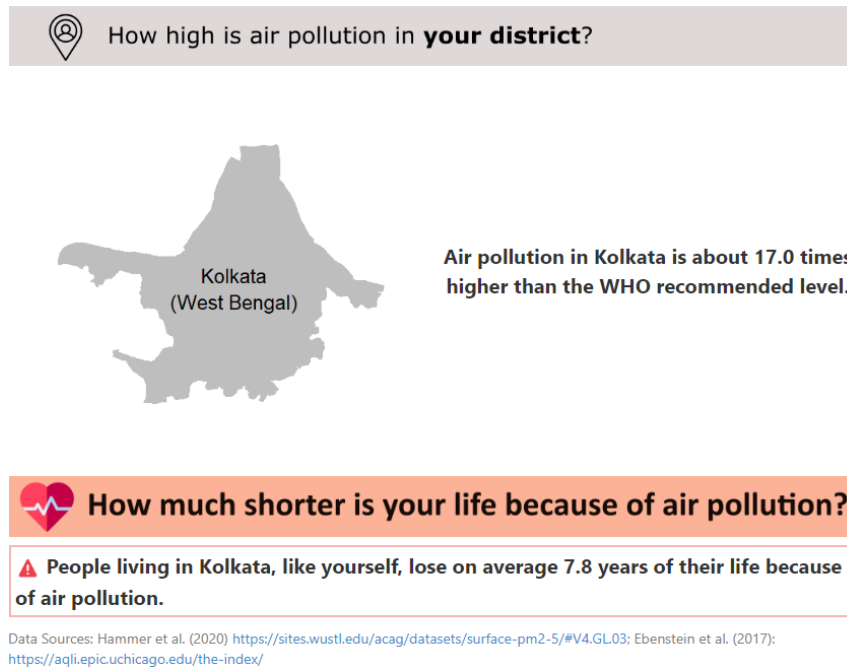 How high is air pollution in your district?
Kolkata
(West Bengal)
Air pollution in Kolkata is about 17.0 times
higher than the WHO recommended level.
How much shorter is your life because of air pollution?
People living in Kolkata, like yourself, lose on average 7.8 years of their life because
of air pollution.
Data Sources: Hammer et al. (2020) https://sites.wustl.edu/acag/datasets/surface-pm2-5/#V4.GL.03; Ebenstein et al. (2017):
https://aqli.epic.uchicago.edu/the-index/